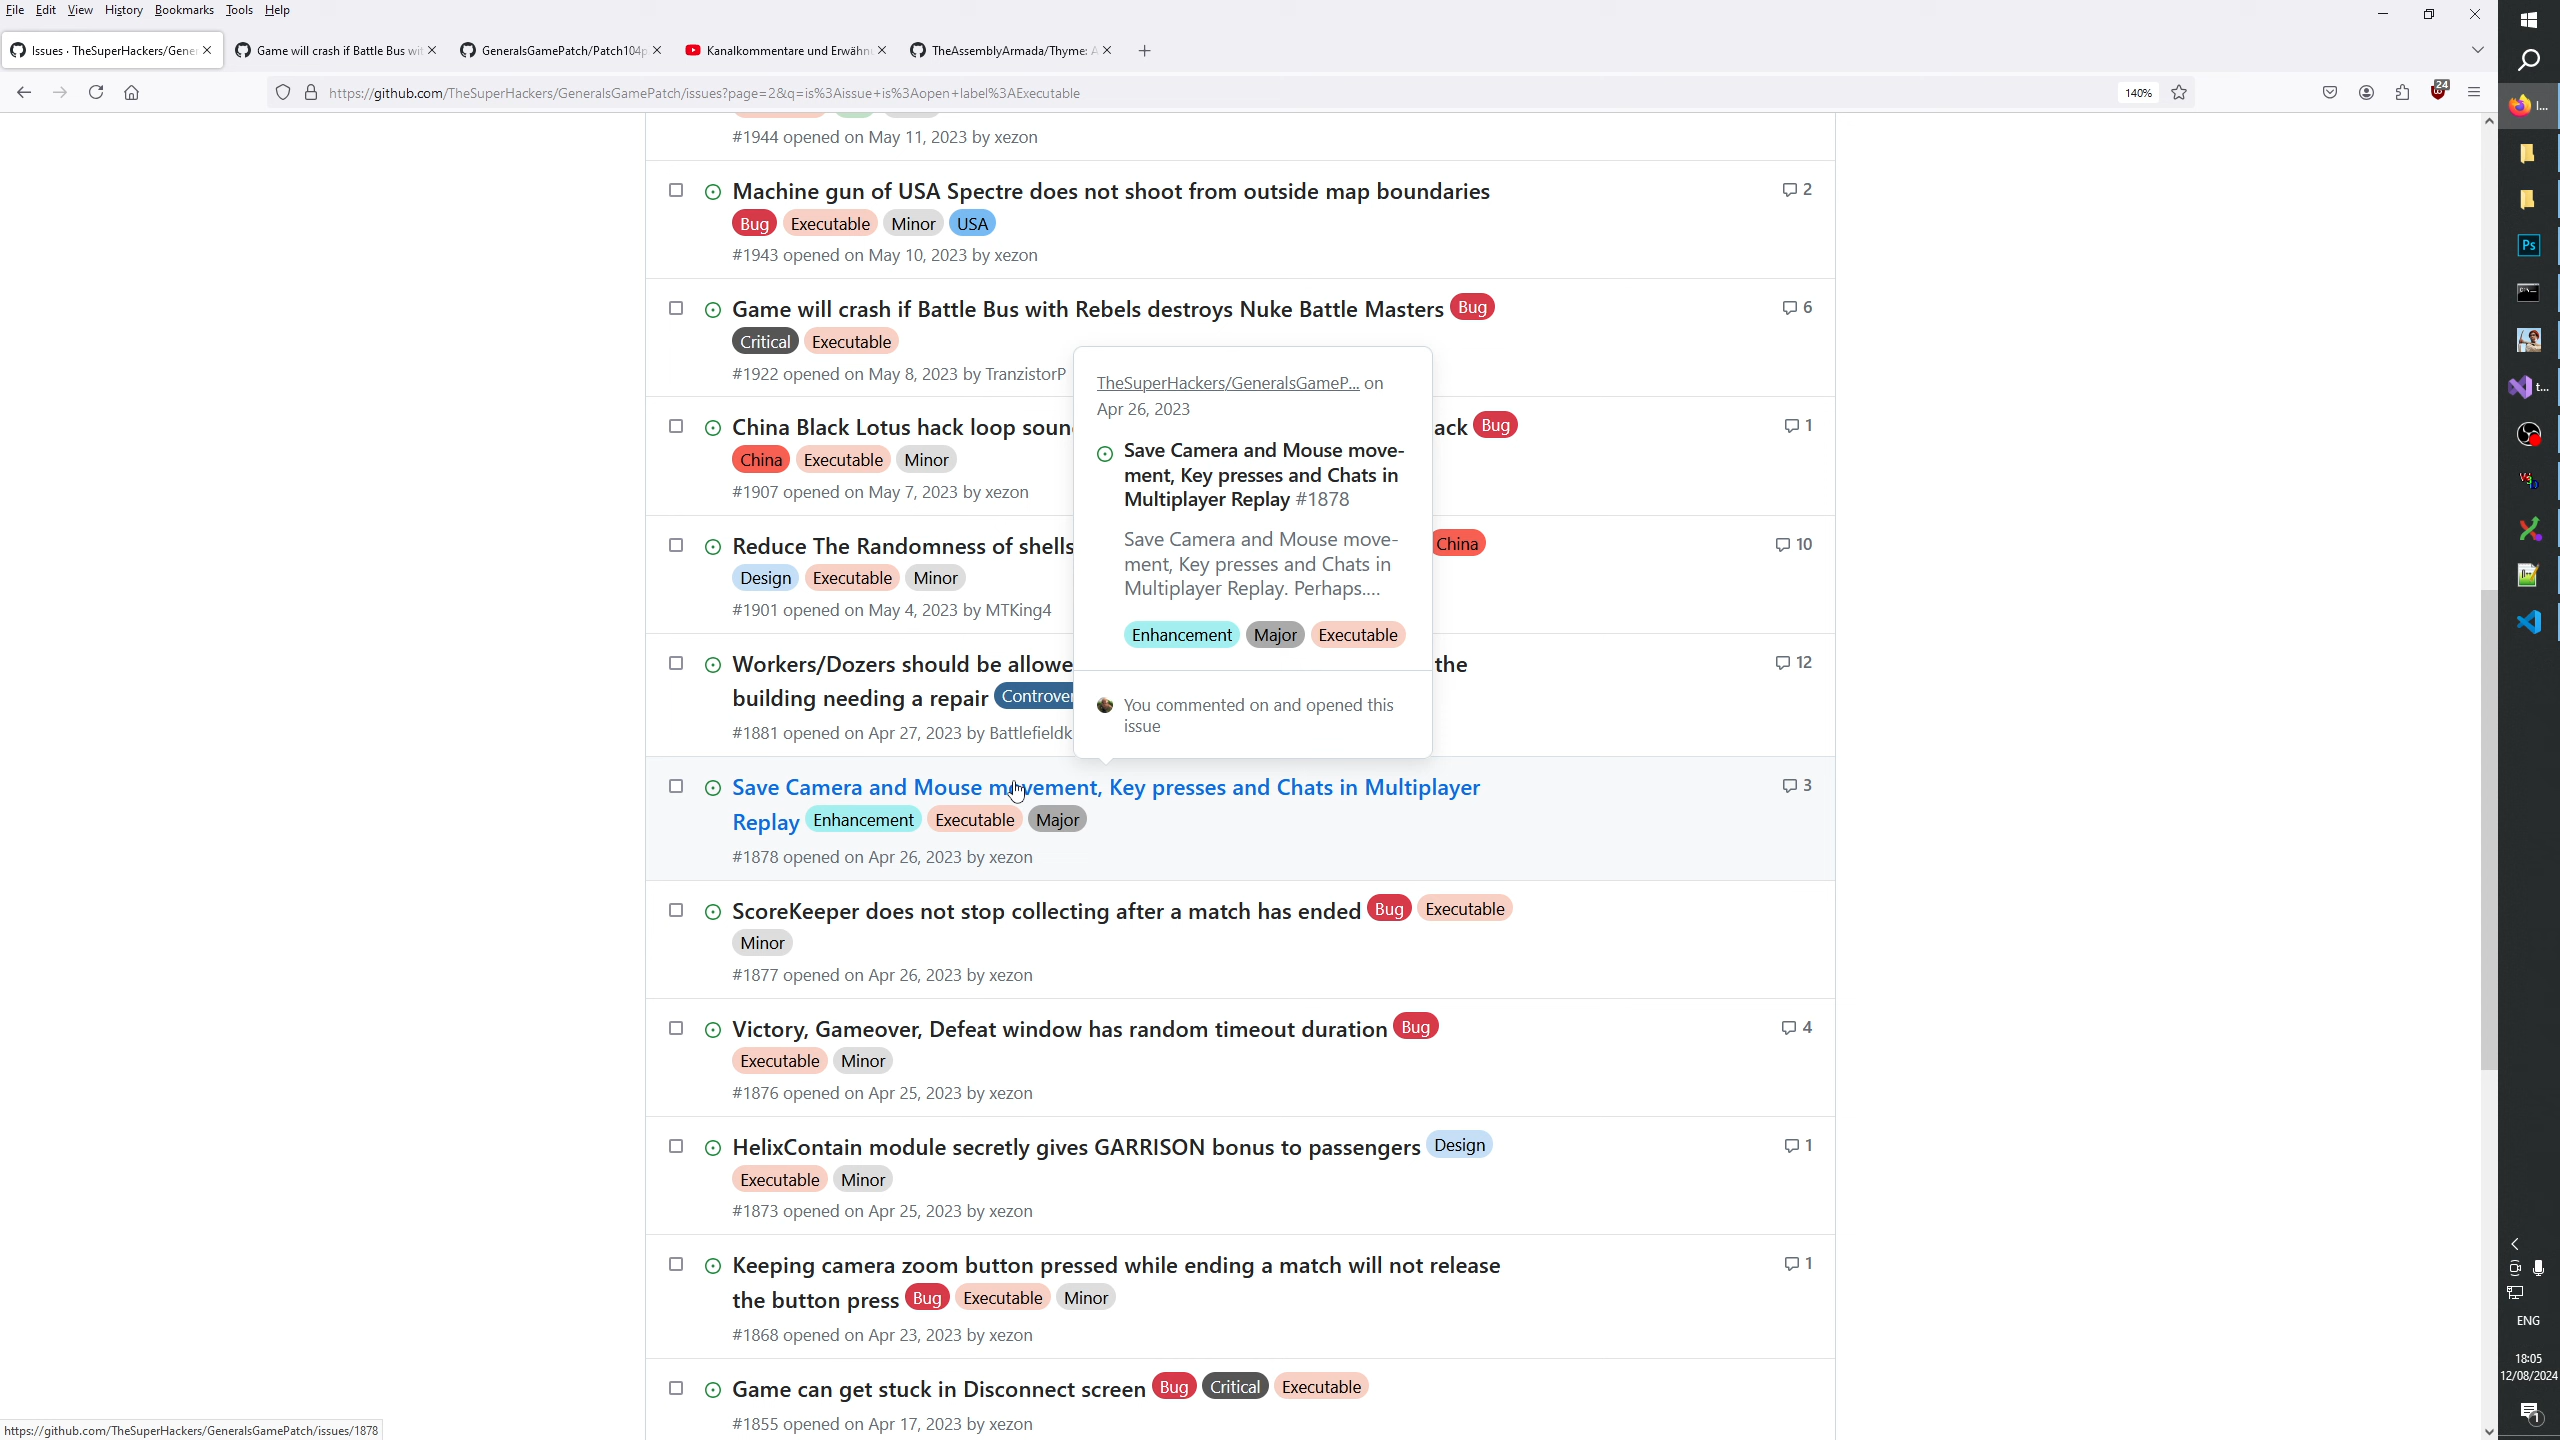 File Edit View History Bookmarks Tools Help
Issues · TheSuperHackers/Gene
Game will crash if Battle Bus wit
GeneralsGamePatch/Patch104p
Kanalkommentare und Erwähn
TheAssemblyArmada/Thyme: A
https://github.com/TheSuperHackers/GeneralsGamePatch/issues?page=2&q=is%3Aissue+is%3Aopen+label%3AExecutable
140%
24
#1944 opened on May 11, 2023 by xezon
Machine gun of USA Spectre does not shoot from outside map boundaries
2
Bug Executable Minor USA
#1943 opened on May 10, 2023 by xezon
Game will crash if Battle Bus with Rebels destroys Nuke Battle Masters Bug
6
Critical Executable
#1922 opened on May 8, 2023 by TranzistorP
China Black Lotus hack loop soun
ack Bug
1
China Executable Minor
#1907 opened on May 7, 2023 by xezon
Reduce The Randomness of shells
China
10
Design Executable Minor
#1901 opened on May 4, 2023 by MTKing4
Workers/Dozers should be allowe
the
12
building needing a repair Controver
#1881 opened on Apr 27, 2023 by Battlefieldk
TheSuperHackers/GeneralsGameP... on
Apr 26, 2023
Save Camera and Mouse move-
ment, Key presses and Chats in
Multiplayer Replay #1878
Save Camera and Mouse move-
ment, Key presses and Chats in
Multiplayer Replay. Perhaps....
Enhancement Major Executable
You commented on and opened this
issue
Save Camera and Mouse movement, Key presses and Chats in Multiplayer
3
Replay Enhancement Executable Major
#1878 opened on Apr 26, 2023 by xezon
ScoreKeeper does not stop collecting after a match has ended Bug Executable
Minor
#1877 opened on Apr 26, 2023 by xezon
Victory, Gameover, Defeat window has random timeout duration Bug
4
Executable Minor
#1876 opened on Apr 25, 2023 by xezon
HelixContain module secretly gives GARRISON bonus to passengers Design
1
Executable Minor
#1873 opened on Apr 25, 2023 by xezon
Keeping camera zoom button pressed while ending a match will not release
1
the button press Bug Executable Minor
#1868 opened on Apr 23, 2023 by xezon
Game can get stuck in Disconnect screen Bug Critical Executable
#1855 opened on Apr 17, 2023 by xezon
https://github.com/TheSuperHackers/GeneralsGamePatch/issues/1878
I...
Ps
t...
ENG
18:05
12/08/2024
1